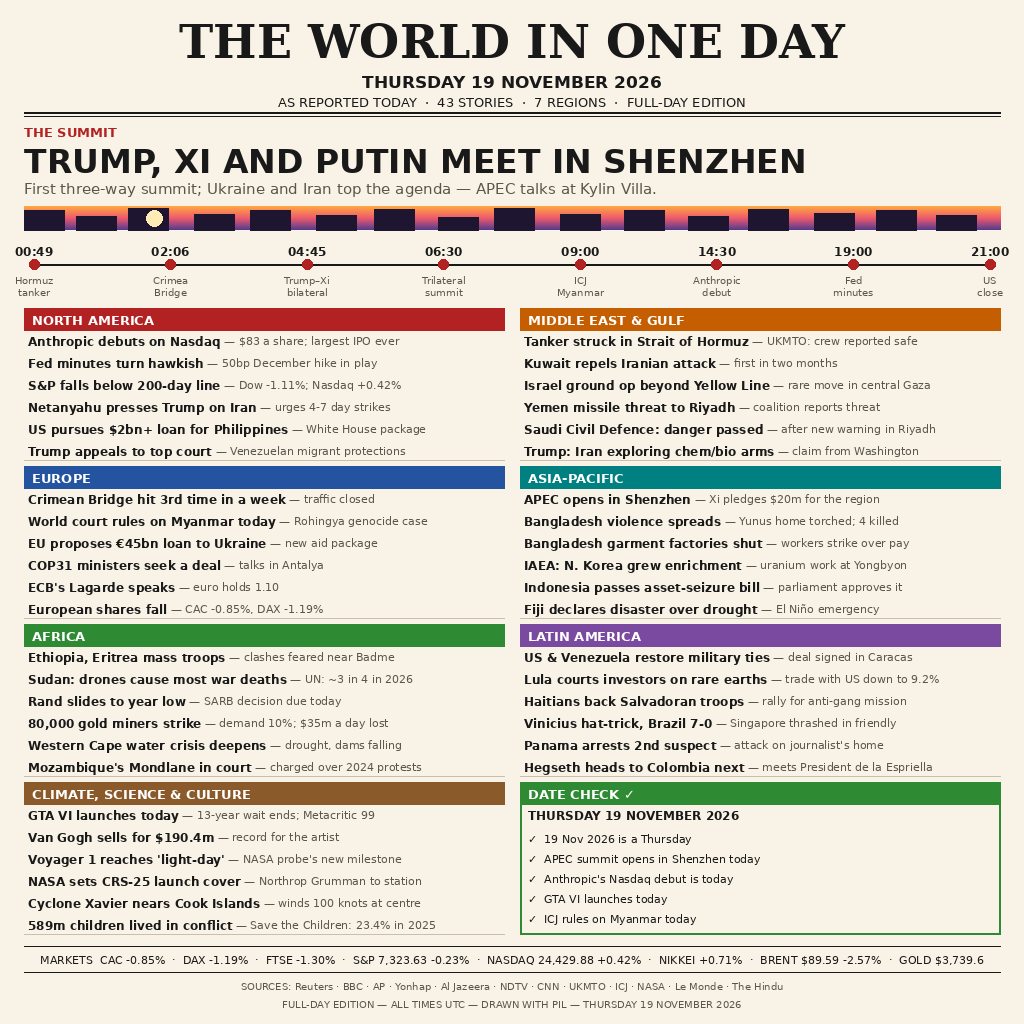 THE WORLD IN ONE DAY
THURSDAY 19 NOVEMBER 2026
AS REPORTED TODAY · 43 STORIES · 7 REGIONS · FULL-DAY EDITION
THE SUMMIT
TRUMP, XI AND PUTIN MEET IN SHENZHEN
First three-way summit; Ukraine and Iran top the agenda — APEC talks at Kylin Villa.
00:49 02:06 04:45 06:30 09:00 14:30 19:00 21:00
Hormuz Crimea Trump–Xi Trilateral ICJ Anthropic Fed US
tanker Bridge bilateral summit Myanmar debut minutes close
NORTH AMERICA
Anthropic debuts on Nasdaq — $83 a share; largest IPO ever
Fed minutes turn hawkish — 50bp December hike in play
S&P falls below 200-day line — Dow -1.11%; Nasdaq +0.42%
Netanyahu presses Trump on Iran — urges 4-7 day strikes
US pursues $2bn+ loan for Philippines — White House package
Trump appeals to top court — Venezuelan migrant protections
MIDDLE EAST & GULF
Tanker struck in Strait of Hormuz — UKMTO: crew reported safe
Kuwait repels Iranian attack — first in two months
Israel ground op beyond Yellow Line — rare move in central Gaza
Yemen missile threat to Riyadh — coalition reports threat
Saudi Civil Defence: danger passed — after new warning in Riyadh
Trump: Iran exploring chem/bio arms — claim from Washington
EUROPE
Crimean Bridge hit 3rd time in a week — traffic closed
World court rules on Myanmar today — Rohingya genocide case
EU proposes €45bn loan to Ukraine — new aid package
COP31 ministers seek a deal — talks in Antalya
ECB's Lagarde speaks — euro holds 1.10
European shares fall — CAC -0.85%, DAX -1.19%
ASIA-PACIFIC
APEC opens in Shenzhen — Xi pledges $20m for the region
Bangladesh violence spreads — Yunus home torched; 4 killed
Bangladesh garment factories shut — workers strike over pay
IAEA: N. Korea grew enrichment — uranium work at Yongbyon
Indonesia passes asset-seizure bill — parliament approves it
Fiji declares disaster over drought — El Niño emergency
AFRICA
Ethiopia, Eritrea mass troops — clashes feared near Badme
Sudan: drones cause most war deaths — UN: ~3 in 4 in 2026
Rand slides to year low — SARB decision due today
80,000 gold miners strike — demand 10%; $35m a day lost
Western Cape water crisis deepens — drought, dams falling
Mozambique's Mondlane in court — charged over 2024 protests
LATIN AMERICA
US & Venezuela restore military ties — deal signed in Caracas
Lula courts investors on rare earths — trade with US down to 9.2%
Haitians back Salvadoran troops — rally for anti-gang mission
Vinicius hat-trick, Brazil 7-0 — Singapore thrashed in friendly
Panama arrests 2nd suspect — attack on journalist's home
Hegseth heads to Colombia next — meets President de la Espriella
CLIMATE, SCIENCE & CULTURE
GTA VI launches today — 13-year wait ends; Metacritic 99
Van Gogh sells for $190.4m — record for the artist
Voyager 1 reaches 'light-day' — NASA probe's new milestone
NASA sets CRS-25 launch cover — Northrop Grumman to station
Cyclone Xavier nears Cook Islands — winds 100 knots at centre
589m children lived in conflict — Save the Children: 23.4% in 2025
DATE CHECK ✓
THURSDAY 19 NOVEMBER 2026
✓ 19 Nov 2026 is a Thursday
✓ APEC summit opens in Shenzhen today
✓ Anthropic's Nasdaq debut is today
✓ GTA VI launches today
✓ ICJ rules on Myanmar today
MARKETS CAC -0.85% · DAX -1.19% · FTSE -1.30% · S&P 7,323.63 -0.23% · NASDAQ 24,429.88 +0.42% · NIKKEI +0.71% · BRENT $89.59 -2.57% · GOLD $3,739.6
SOURCES: Reuters · BBC · AP · Yonhap · Al Jazeera · NDTV · CNN · UKMTO · ICJ · NASA · Le Monde · The Hindu
FULL-DAY EDITION — ALL TIMES UTC — DRAWN WITH PIL — THURSDAY 19 NOVEMBER 2026